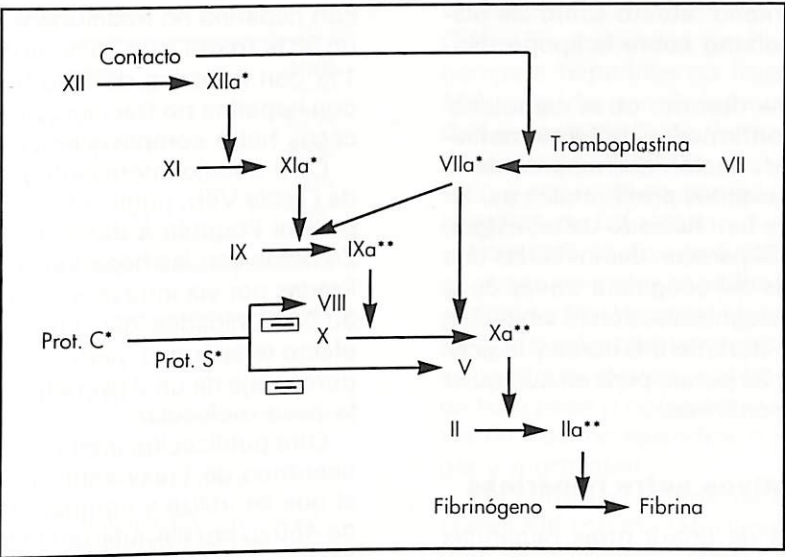 Contacto
XII XIIa*
Tromboplastina
XI XIa* VIIa* VII
IX IXa**
VIII
Prot. C* X Xa**
Prot. S* V
II IIa**
Fibrinógeno Fibrina